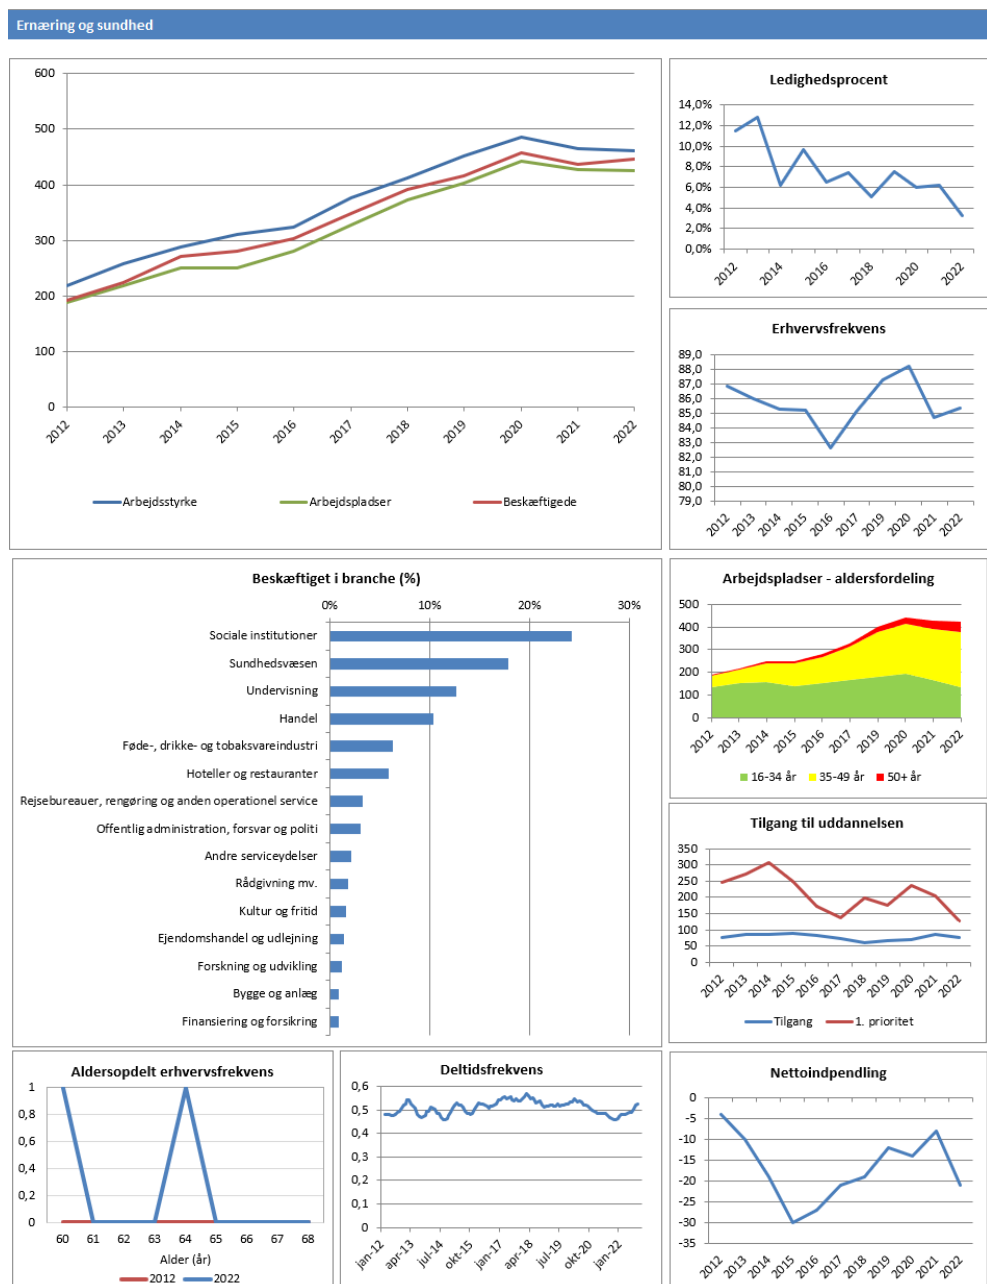 Ernæring og sundhed
600
500
400
300
200
100
0
2012 2013 2014 2015 2016 2017 2018 2019 2020 2021 2022
Arbejdsstyrke Arbejdspladser Beskæftigede
Ledighedsprocent
14,0%
12,0%
10,0%
8,0%
6,0%
4,0%
2,0%
0,0%
2012 2014 2016 2018 2020 2022
Erhvervsfrekvens
89,0
88,0
87,0
86,0
85,0
84,0
83,0
82,0
81,0
80,0
79,0
2012 2013 2014 2015 2016 2017 2019 2020 2021 2022
Beskæftiget i branche (%)
0% 10% 20% 30%
Sociale institutioner
Sundhedsvæsen
Undervisning
Handel
Føde-, drikke- og tobaksvareindustri
Hoteller og restauranter
Rejsebureauer, rengøring og anden operationel service
Offentlig administration, forsvar og politi
Andre serviceydelser
Rådgivning mv.
Kultur og fritid
Ejendomshandel og udlejning
Forskning og udvikling
Bygge og anlæg
Finansiering og forsikring
Arbejdspladser - aldersfordeling
500
400
300
200
100
0
2012 2013 2014 2015 2016 2017 2018 2019 2020 2021 2022
16-34 år 35-49 år 50+ år
Tilgang til uddannelsen
350
300
250
200
150
100
50
0
2012 2013 2014 2015 2016 2017 2018 2019 2020 2021 2022
Tilgang 1. prioritet
Aldersopdelt erhvervsfrekvens
1
0,8
0,6
0,4
0,2
0
60 61 62 63 64 65 66 67 68
Alder (år)
2012 2022
Deltidsfrekvens
0,6
0,5
0,4
0,3
0,2
0,1
0
jan-12 apr-13 jul-14 okt-15 jan-17 apr-18 jul-19 okt-20 jan-22
Nettoindpendling
0
-5
-10
-15
-20
-25
-30
-35
2012 2013 2014 2015 2016 2017 2018 2019 2020 2021 2022